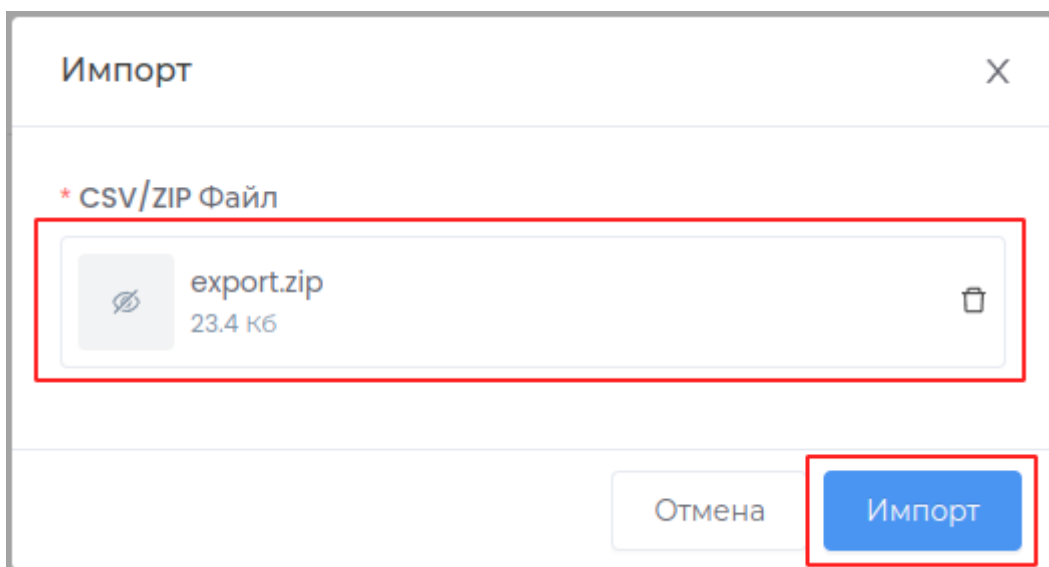 Импорт
* CSV/ZIP Файл
export.zip
23.4 Кб
Отмена
Импорт